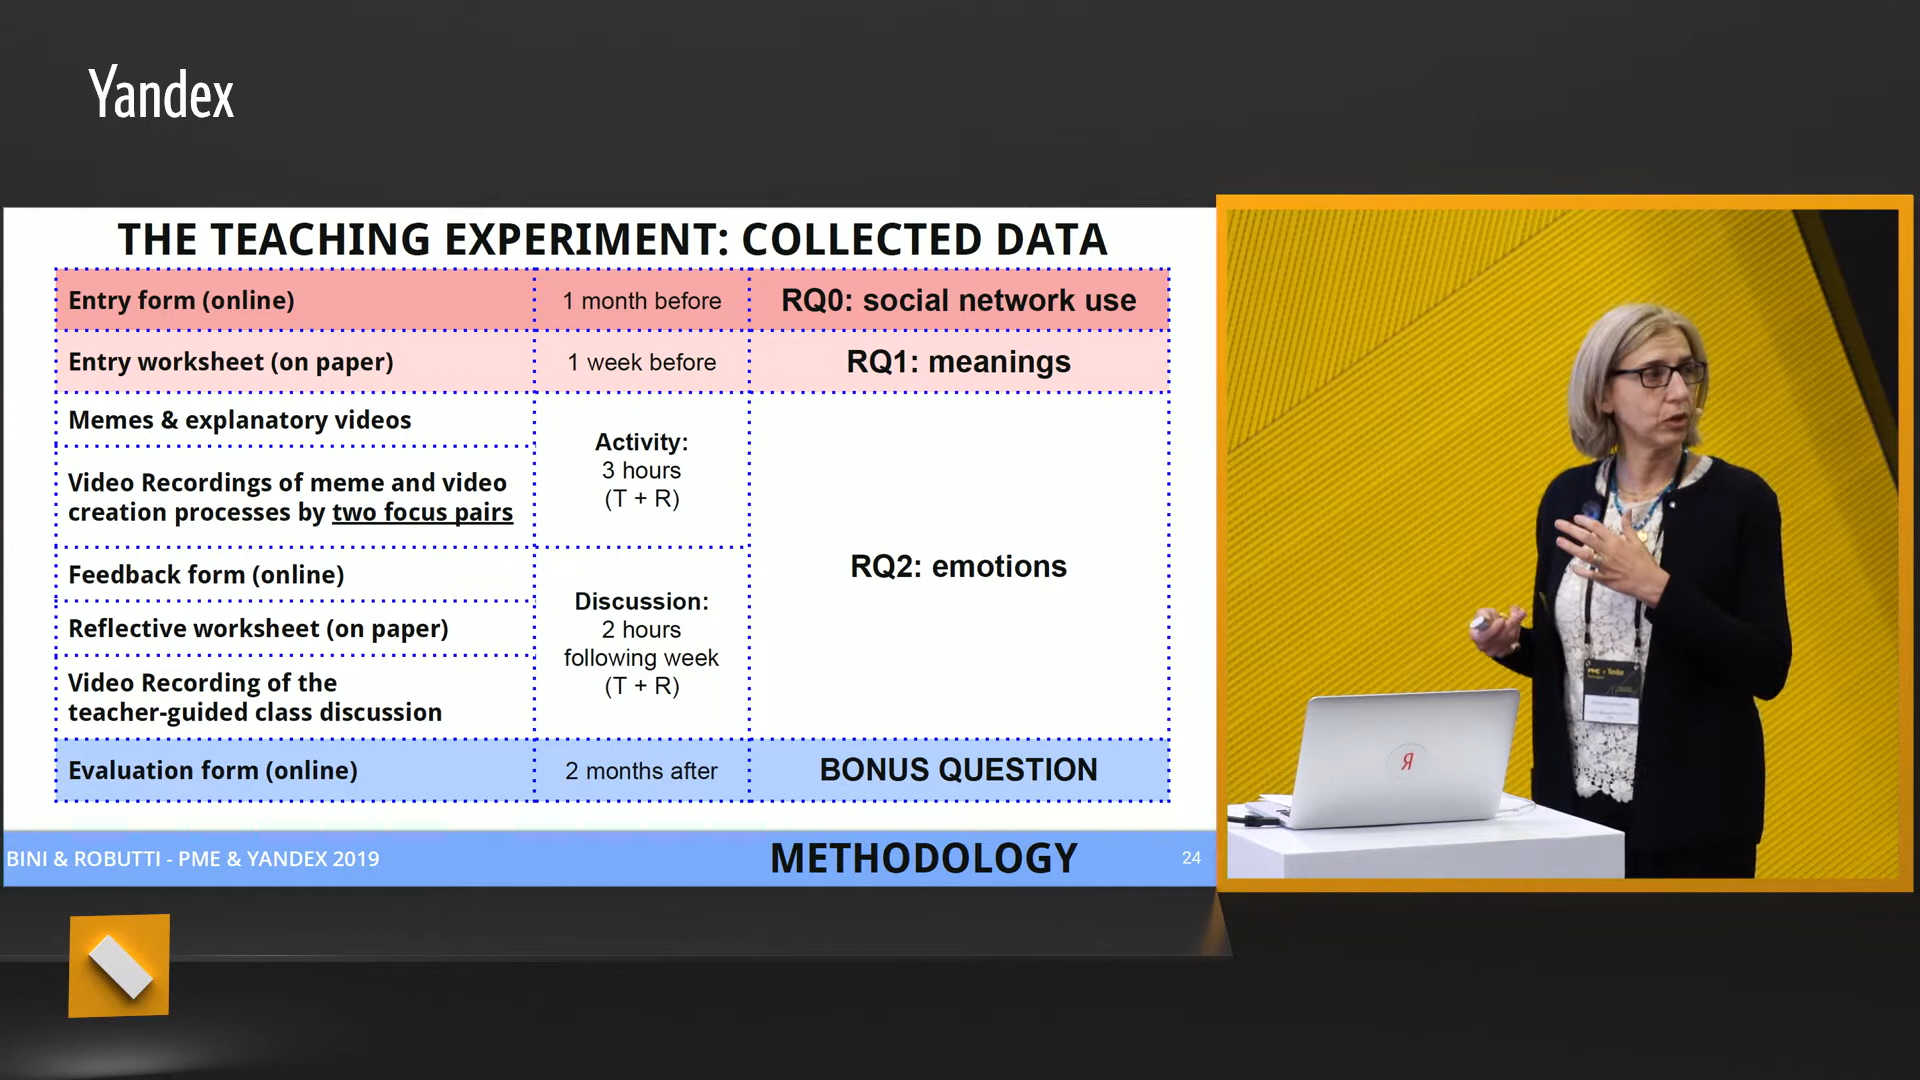 Yandex
THE TEACHING EXPERIMENT: COLLECTED DATA
Entry form (online)
1 month before
RQ0: social network use
Entry worksheet (on paper)
1 week before
RQ1: meanings
Memes & explanatory videos
Video Recordings of meme and video
creation processes by two focus pairs
Activity:
3 hours
(T + R)
Feedback form (online)
Reflective worksheet (on paper)
Video Recording of the
teacher-guided class discussion
Discussion:
2 hours
following week
(T + R)
RQ2: emotions
Evaluation form (online)
2 months after
BONUS QUESTION
BINI & ROBUTTI - PME & YANDEX 2019
METHODOLOGY
24
Я
PME + Yandex